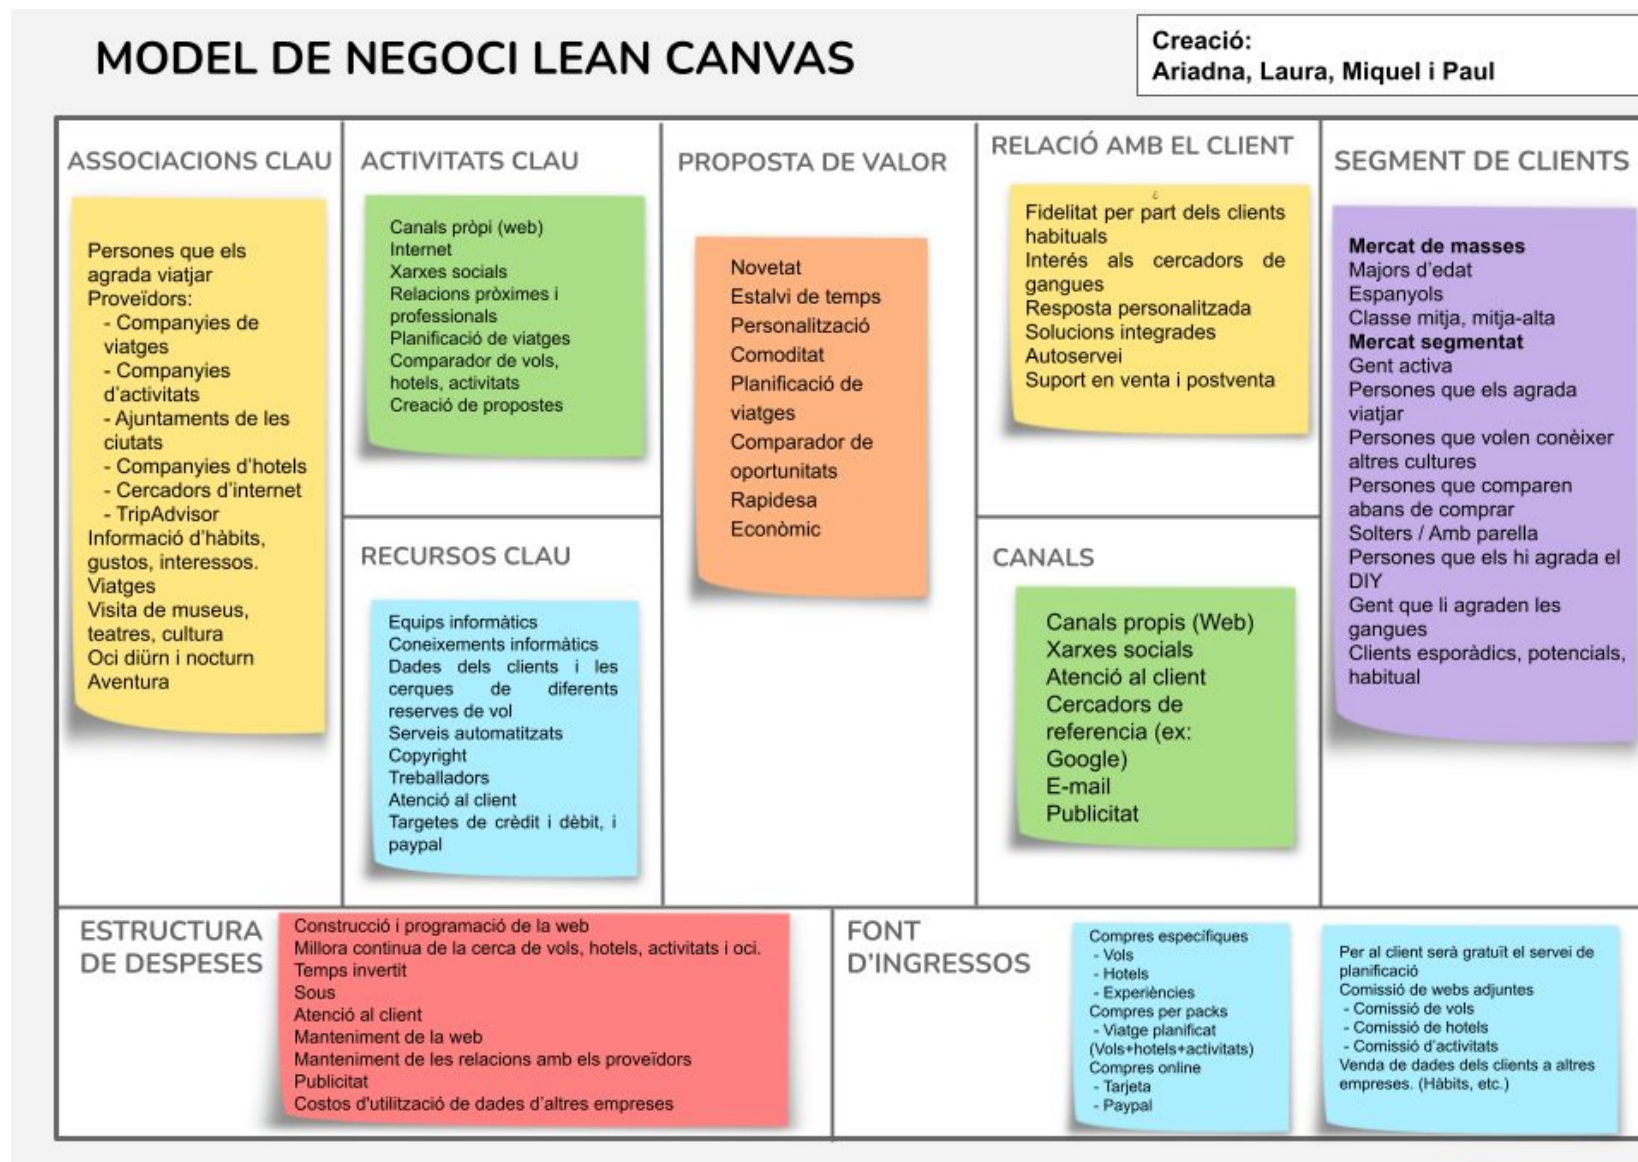 MODEL DE NEGOCI LEAN CANVAS
Creació:
Ariadna, Laura, Miquel i Paul
ASSOCIACIONS CLAU
Persones que els
agrada viatjar
Proveïdors:
- Companyies de
viatges
- Companyies
d'activitats
- Ajuntaments de les
ciutats
- Companyies d'hotels
- Cercadors d'internet
- TripAdvisor
Informació d'hàbits,
gustos, interessos.
Viatges
Visita de museus,
teatres, cultura
Oci diürn i nocturn
Aventura
ACTIVITATS CLAU
Canals pròpi (web)
Internet
Xarxes socials
Relacions pròximes i
professionals
Planificació de viatges
Comparador de vols,
hotels, activitats
Creació de propostes
RECURSOS CLAU
Equips informàtics
Coneixements informàtics
Dades dels clients i les
cerques de diferents
reserves de vol
Serveis automatitzats
Copyright
Treballadors
Atenció al client
Targetes de crèdit i dèbit, i
paypal
PROPOSTA DE VALOR
Novetat
Estalvi de temps
Personalització
Comoditat
Planificació de
viatges
Comparador de
oportunitats
Rapidesa
Econòmic
RELACIÓ AMB EL CLIENT
¿
Fidelitat per part dels clients
habituals
Interés als cercadors de
gangues
Resposta personalitzada
Solucions integrades
Autoservei
Suport en venta i postventa
CANALS
Canals propis (Web)
Xarxes socials
Atenció al client
Cercadors de
referencia (ex:
Google)
E-mail
Publicitat
SEGMENT DE CLIENTS
Mercat de masses
Majors d'edat
Espanyols
Classe mitja, mitja-alta
Mercat segmentat
Gent activa
Persones que els agrada
viatjar
Persones que volen conèixer
altres cultures
Persones que comparen
abans de comprar
Solters / Amb parella
Persones que els hi agrada el
DIY
Gent que li agraden les
gangues
Clients esporàdics, potencials,
habitual
ESTRUCTURA
DE DESPESES
Construcció i programació de la web
Millora continua de la cerca de vols, hotels, activitats i oci.
Temps invertit
Sous
Atenció al client
Manteniment de la web
Manteniment de les relacions amb els proveïdors
Publicitat
Costos d'utilització de dades d'altres empreses
FONT
D'INGRESSOS
Compres específiques
- Vols
- Hotels
- Experiències
Compres per packs
- Viatge planificat
(Vols+hotels+activitats)
Compres online
- Tarjeta
- Paypal
Per al client serà gratuït el servei de
planificació
Comissió de webs adjuntes
- Comissió de vols
- Comissió de hotels
- Comissió d'activitats
Venda de dades dels clients a altres
empreses. (Hàbits, etc.)